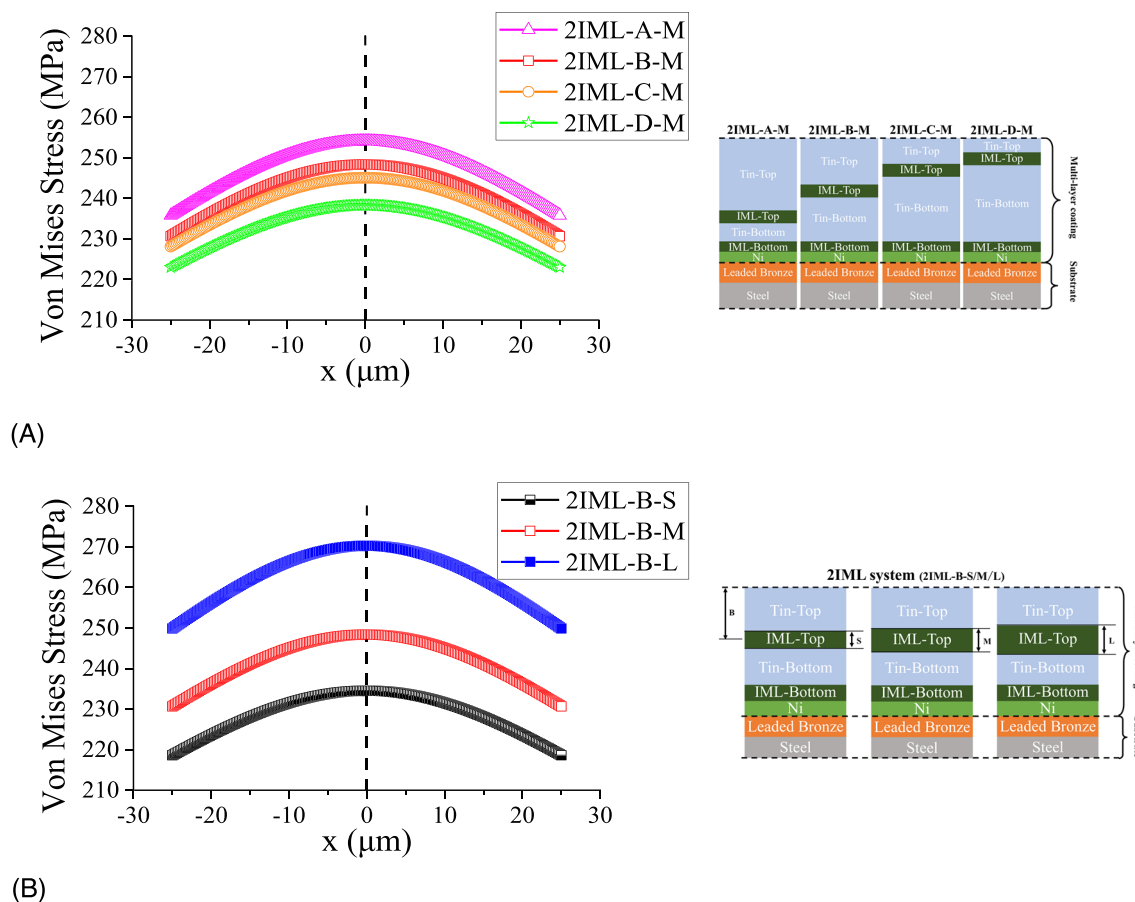 280
270
260
250
240
230
220
210
Von Mises Stress (MPa)
-30 -20 -10 0 10 20 30
x (μm)
2IML-A-M
2IML-B-M
2IML-C-M
2IML-D-M
2IML-A-M 2IML-B-M 2IML-C-M 2IML-D-M
Tin-Top Tin-Top Tin-Top Tin-Top
IML-Top IML-Top IML-Top IML-Top
Tin-Bottom Tin-Bottom Tin-Bottom Tin-Bottom
IML-Bottom IML-Bottom IML-Bottom IML-Bottom
Ni Ni Ni Ni
Leaded Bronze Leaded Bronze Leaded Bronze Leaded Bronze
Steel Steel Steel Steel
Multi-layer coating
Substrate
(A)
280
270
260
250
240
230
220
210
Von Mises Stress (MPa)
-30 -20 -10 0 10 20 30
x (μm)
2IML-B-S
2IML-B-M
2IML-B-L
2IML system (2IML-B-S/M/L)
B
Tin-Top Tin-Top Tin-Top
IML-Top S IML-Top M IML-Top L
Tin-Bottom Tin-Bottom Tin-Bottom
IML-Bottom IML-Bottom IML-Bottom
Ni Ni Ni
Leaded Bronze Leaded Bronze Leaded Bronze
Steel Steel Steel
(B)